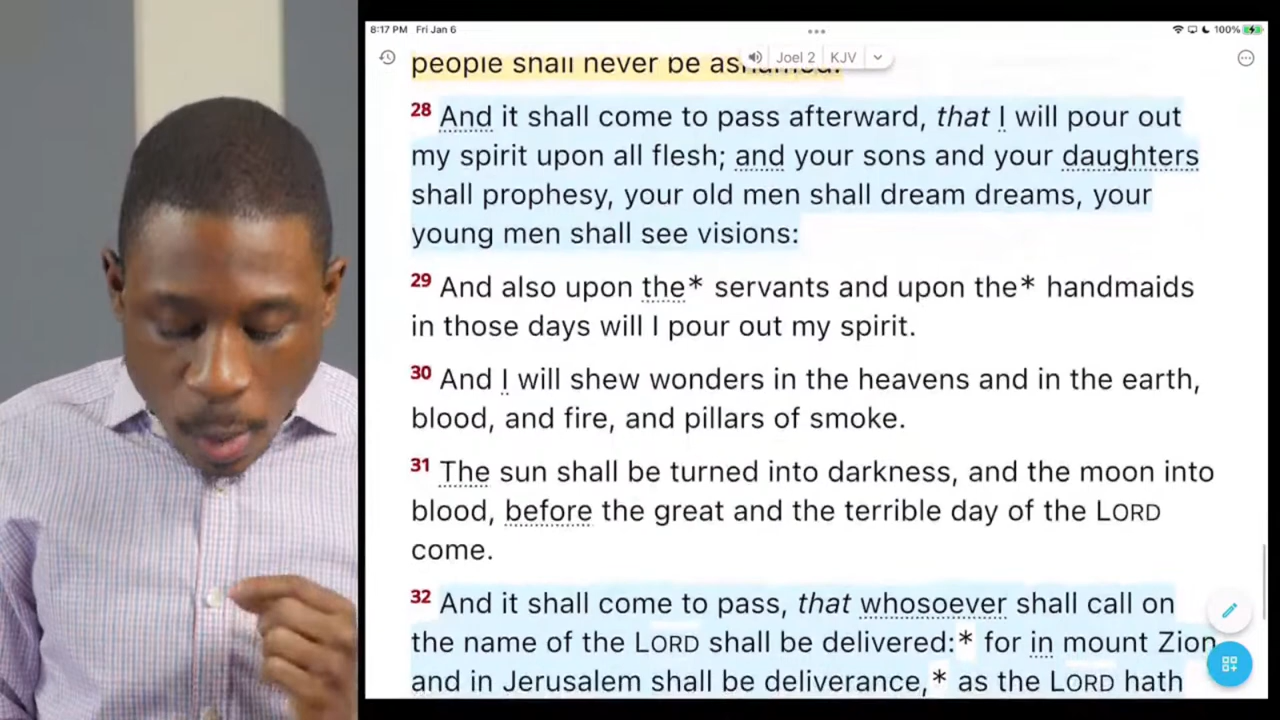 8:17 PM Fri Jan 6
100%
Joel 2 KJV
people shall never be ashamed.
28 And it shall come to pass afterward, that I will pour out
my spirit upon all flesh; and your sons and your daughters
shall prophesy, your old men shall dream dreams, your
young men shall see visions:
29 And also upon the* servants and upon the* handmaids
in those days will I pour out my spirit.
30 And I will shew wonders in the heavens and in the earth,
blood, and fire, and pillars of smoke.
31 The sun shall be turned into darkness, and the moon into
blood, before the great and the terrible day of the LORD
come.
32 And it shall come to pass, that whosoever shall call on
the name of the LORD shall be delivered:* for in mount Zion
and in Jerusalem shall be deliverance,* as the LORD hath